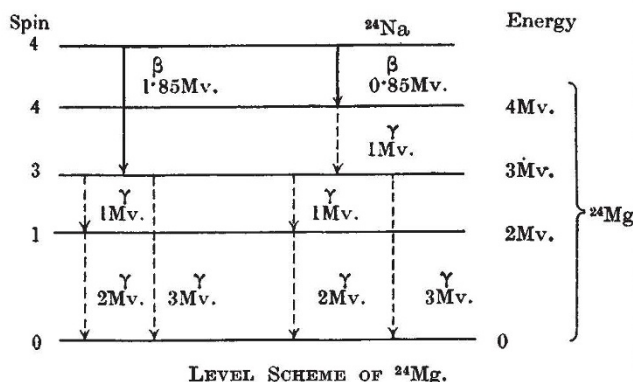 Spin ²⁴Na Energy
4
β β
1·85Mv. 0·85Mv.
4 4Mv.
γ
1Mv.
3 3Mv.
γ γ
1Mv. 1Mv. ²⁴Mg
1 2Mv.
γ γ γ γ
2Mv. 3Mv. 2Mv. 3Mv.
0 0
LEVEL SCHEME OF ²⁴Mg.